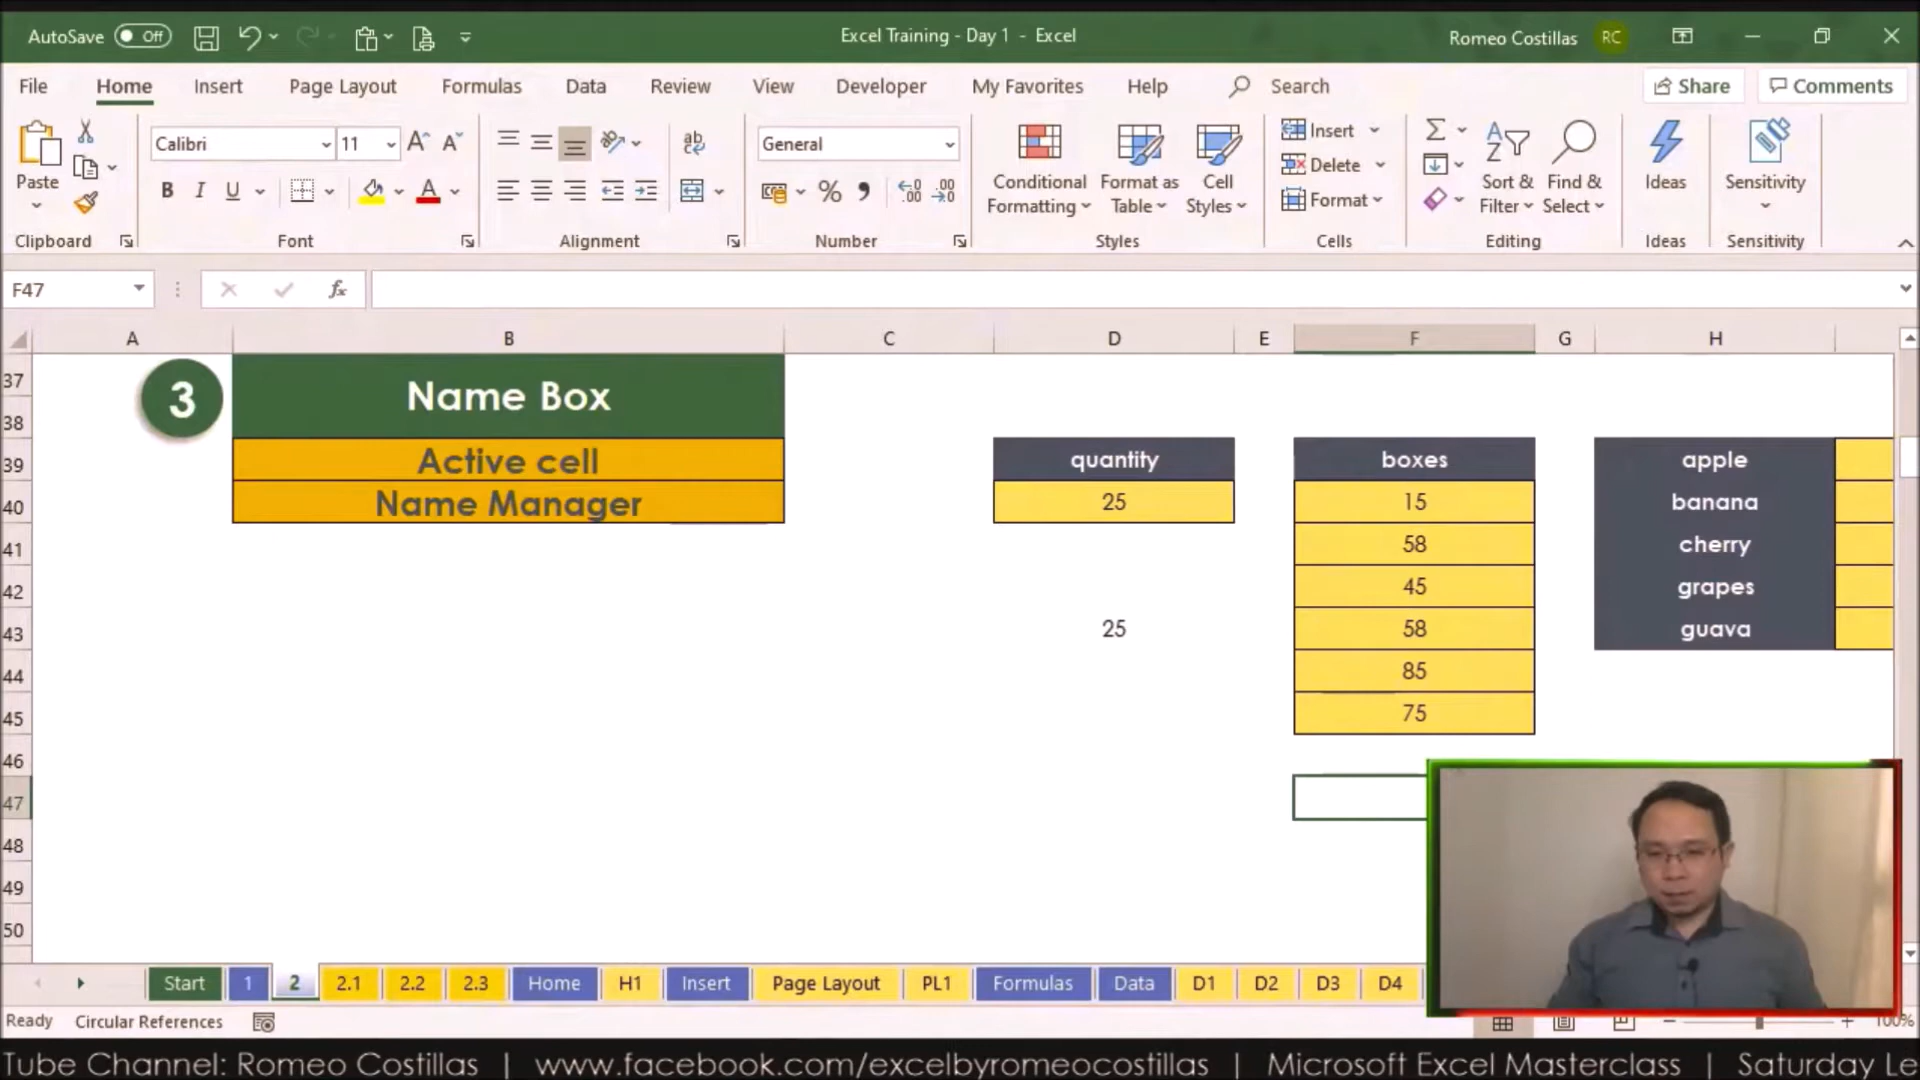 AutoSave Off Excel Training - Day 1 - Excel Romeo Costillas RC
File Home Insert Page Layout Formulas Data Review View Developer My Favorites Help Search Share Comments
Calibri 11 General
Paste
B I U A % Conditional Formatting Format as Table Cell Styles
Insert
Delete
Format
Sort & Filter Find & Select Ideas Sensitivity
Clipboard Font Alignment Number Styles Cells Editing Ideas Sensitivity
F47 fx
A B C D E F G H
37 3 Name Box
38
39 Active cell quantity boxes apple
40 Name Manager 25 15 banana
41 58 cherry
42 45 grapes
43 25 58 guava
44 85
45 75
46
47
48
49
50
Start 1 2 2.1 2.2 2.3 Home H1 Insert Page Layout PL1 Formulas Data D1 D2 D3 D4
Ready Circular References 100%
Tube Channel: Romeo Costillas | www.facebook.com/excelbyromeocostillas | Microsoft Excel Masterclass | Saturday Le